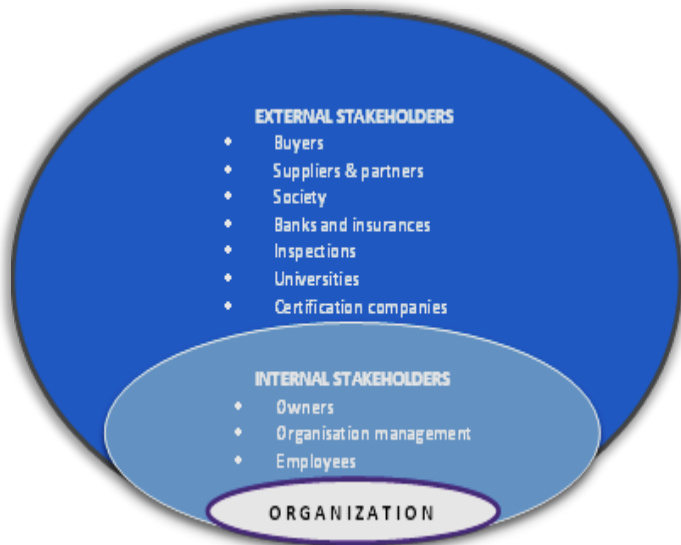 EXTERNAL STAKEHOLDERS
• Buyers
• Suppliers & partners
• Society
• Banks and insurances
• Inspections
• Universities
• Certification companies
INTERNAL STAKEHOLDERS
• Owners
• Organisation management
• Employees
ORGANIZATION